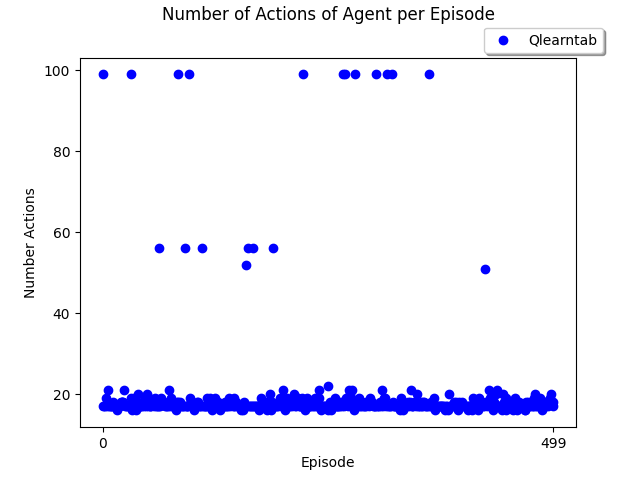 Number of Actions of Agent per Episode
Qlearntab
100
80
60
40
20
Number Actions
0
499
Episode